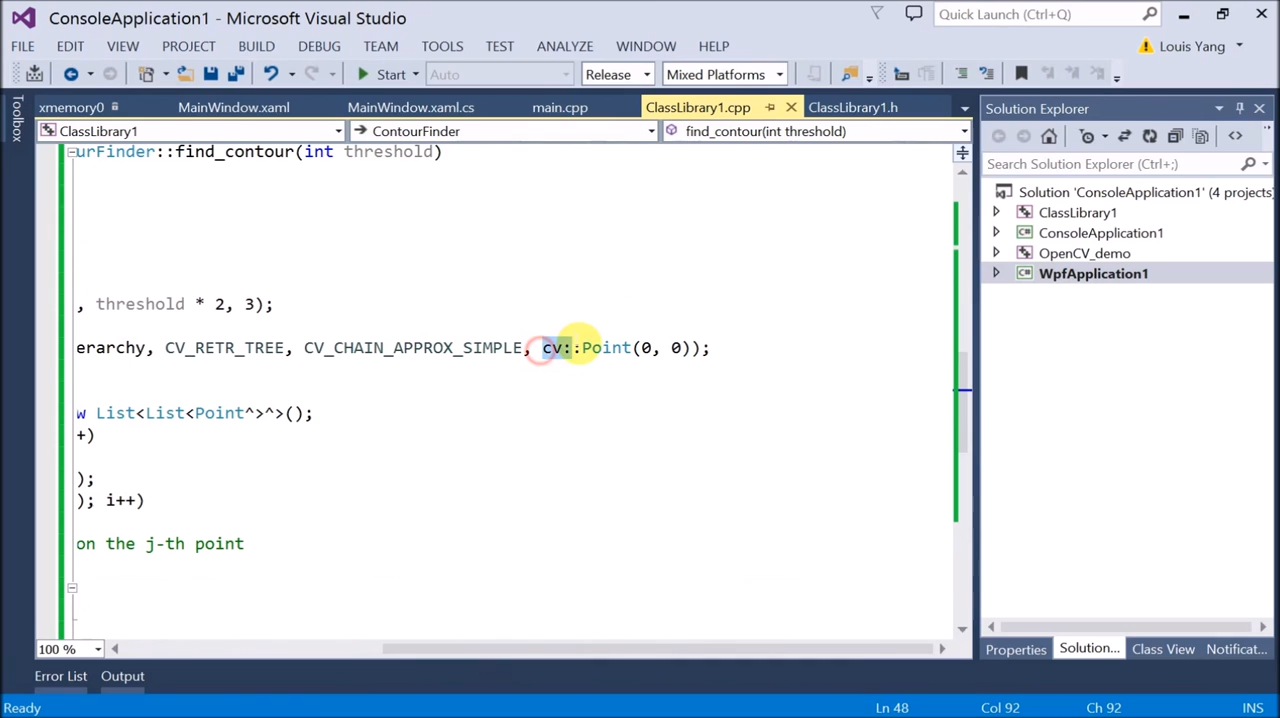 ConsoleApplication1 - Microsoft Visual Studio
Quick Launch (Ctrl+Q)
FILE EDIT VIEW PROJECT BUILD DEBUG TEAM TOOLS TEST ANALYZE WINDOW HELP
Louis Yang
Start Auto Release Mixed Platforms
Toolbox
xmemory0 MainWindow.xaml MainWindow.xaml.cs main.cpp ClassLibrary1.cpp ClassLibrary1.h
ClassLibrary1 ContourFinder find_contour(int threshold)
urFinder::find_contour(int threshold)
, threshold * 2, 3);
erarchy, CV_RETR_TREE, CV_CHAIN_APPROX_SIMPLE, cv::Point(0, 0));
w List<List<Point^>^>();
+)
);
); i++)
on the j-th point
100 %
Solution Explorer
Search Solution Explorer (Ctrl+;)
Solution 'ConsoleApplication1' (4 projects)
ClassLibrary1
ConsoleApplication1
OpenCV_demo
WpfApplication1
Properties Solution... Class View Notificat...
Error List Output
Ready Ln 48 Col 92 Ch 92 INS